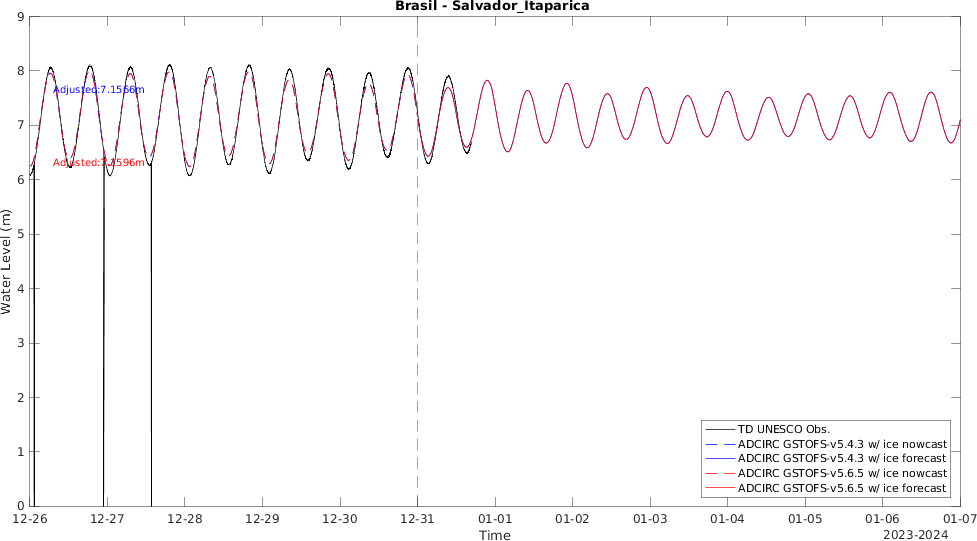 Brasil - Salvador_Itaparica
9
8
7
6
5
4
3
2
1
0
Water Level (m)
Adjusted:7.1566m
Adjusted:7.1596m
TD UNESCO Obs.
ADCIRC GSTOFS-v5.4.3 w/ ice nowcast
ADCIRC GSTOFS-v5.4.3 w/ ice forecast
ADCIRC GSTOFS-v5.6.5 w/ ice nowcast
ADCIRC GSTOFS-v5.6.5 w/ ice forecast
12-26 12-27 12-28 12-29 12-30 12-31 01-01 01-02 01-03 01-04 01-05 01-06 01-07
Time
2023-2024